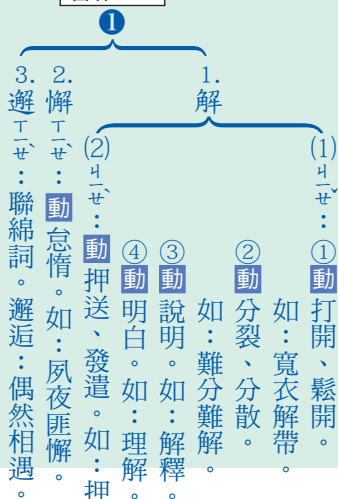 ❶
1. 解
(1) ㄐㄧㄝˇ:①動 打開、鬆開。
如:寬衣解帶。
②動 分裂、分散。
如:難分難解。
③動 說明。如:解釋。
④動 明白。如:理解。
(2) ㄐㄧㄝˋ:動 押送、發遣。如:押
2. 懈ㄒㄧㄝˋ:動 怠惰。如:夙夜匪懈。
3. 邂ㄒㄧㄝˋ:聯綿詞。邂逅:偶然相遇。